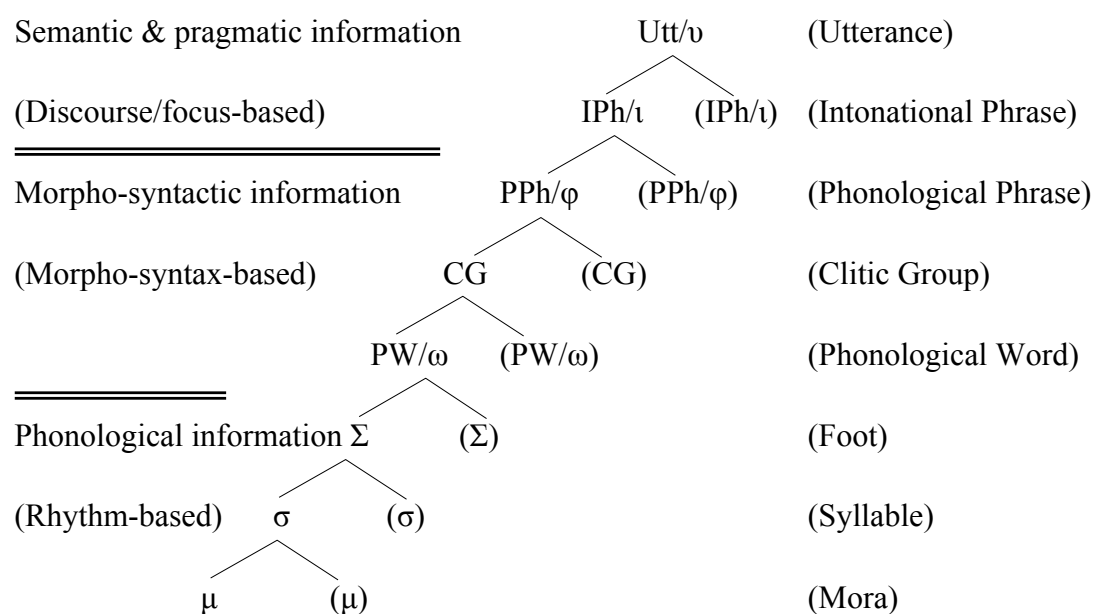 Semantic & pragmatic information Utt/υ (Utterance)
(Discourse/focus-based) IPh/ι (IPh/ι) (Intonational Phrase)
Morpho-syntactic information PPh/φ (PPh/φ) (Phonological Phrase)
(Morpho-syntax-based) CG (CG) (Clitic Group)
PW/ω (PW/ω) (Phonological Word)
Phonological information Σ (Σ) (Foot)
(Rhythm-based) σ (σ) (Syllable)
μ (μ) (Mora)